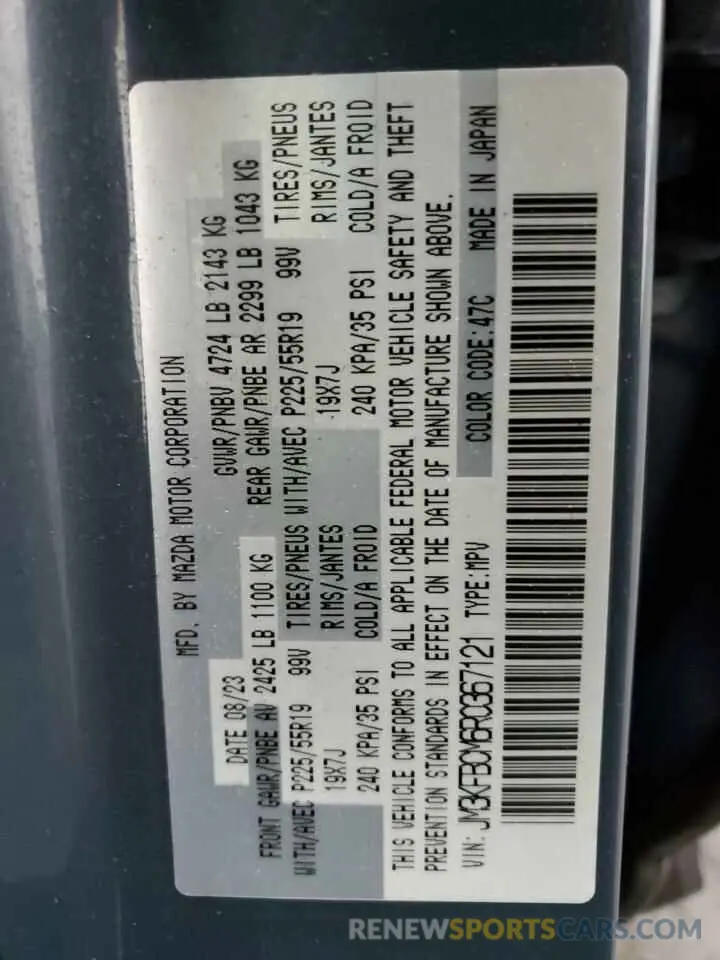 MFD. BY MAZDA MOTOR CORPORATION
DATE 08/23 GVWR/PNBV 4724 LB 2143 KG
FRONT GAWR/PNBE AV 2425 LB 1100 KG REAR GAWR/PNBE AR 2299 LB 1043 KG
WITH/AVEC P225/55R19 99V TIRES/PNEUS WITH/AVEC P225/55R19 99V TIRES/PNEUS
19X7J RIMS/JANTES 19X7J RIMS/JANTES
240 KPA/35 PSI COLD/A FROID 240 KPA/35 PSI COLD/A FROID
THIS VEHICLE CONFORMS TO ALL APPLICABLE FEDERAL MOTOR VEHICLE SAFETY AND THEFT
PREVENTION STANDARDS IN EFFECT ON THE DATE OF MANUFACTURE SHOWN ABOVE.
VIN: JM3KFBCM6R0367121 TYPE:MPV COLOR CODE:47C MADE IN JAPAN
RENEWSPORTSCARS.COM